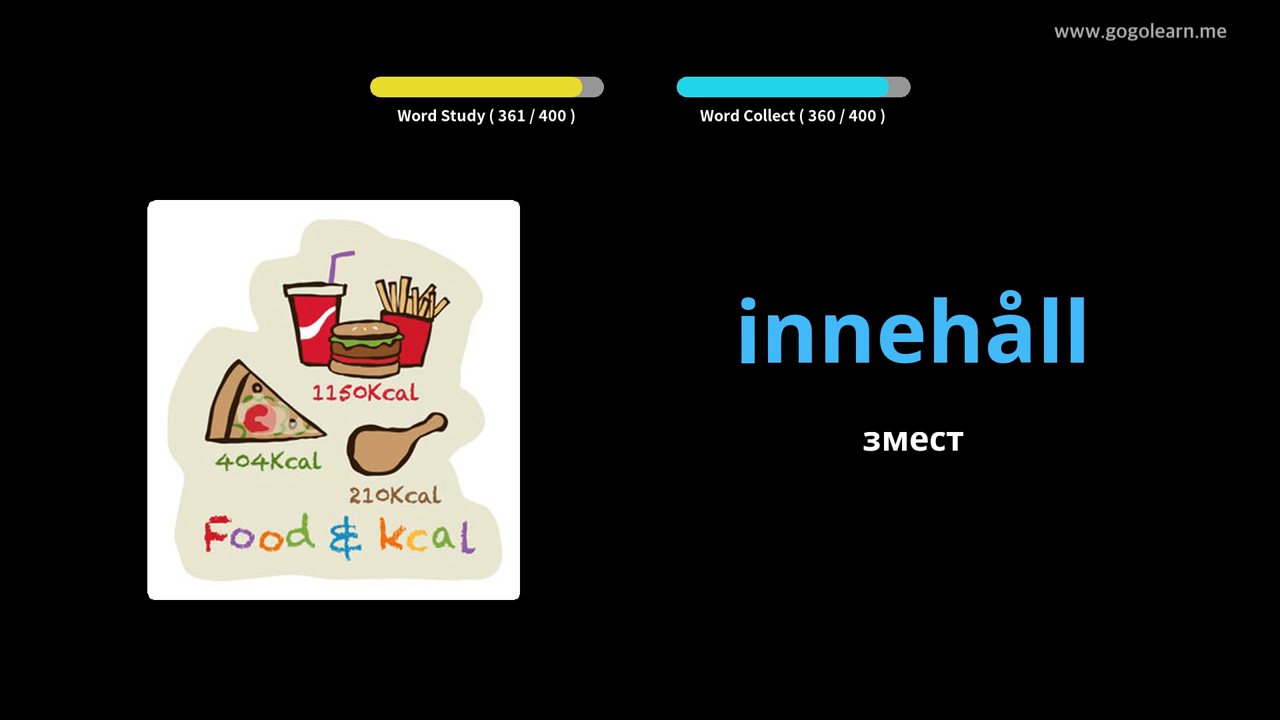 www.gogolearn.me
Word Study ( 361 / 400 )
Word Collect ( 360 / 400 )
1150Kcal
404Kcal
210Kcal
Food & kcal
innehåll
змест